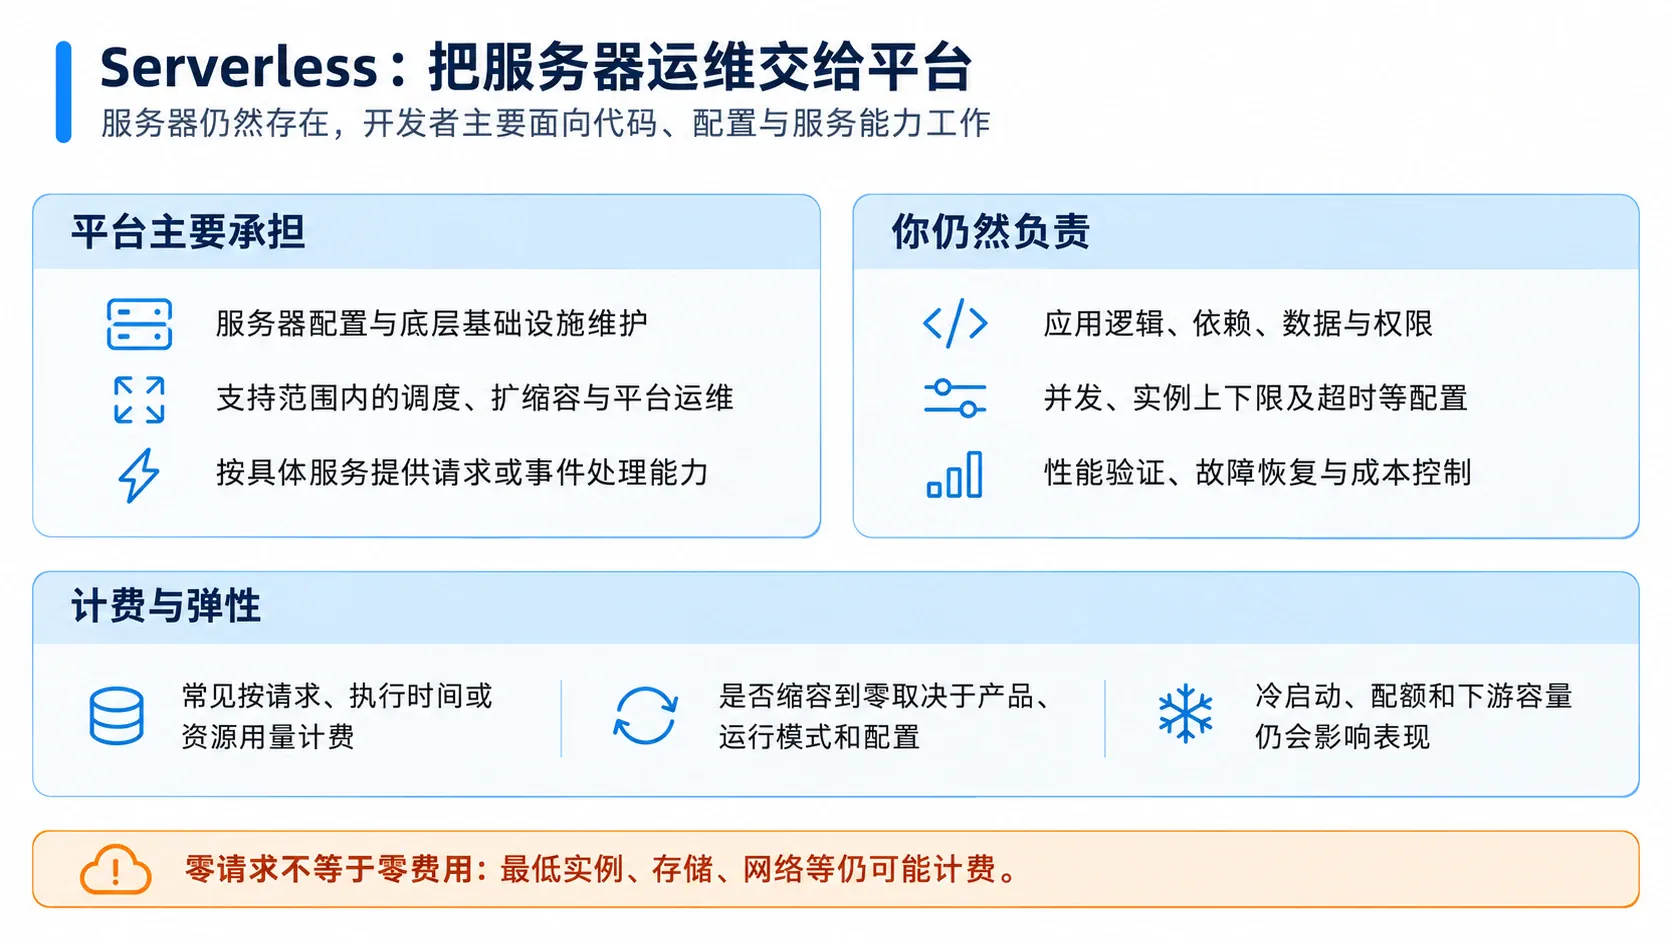 Serverless：把服务器运维交给平台
服务器仍然存在，开发者主要面向代码、配置与服务能力工作
平台主要承担
服务器配置与底层基础设施维护
支持范围内的调度、扩缩容与平台运维
按具体服务提供请求或事件处理能力
你仍然负责
应用逻辑、依赖、数据与权限
并发、实例上下限及超时等配置
性能验证、故障恢复与成本控制
计费与弹性
常见按请求、执行时间或
资源用量计费
是否缩容到零取决于产品、
运行模式和配置
冷启动、配额和下游容量
仍会影响表现
零请求不等于零费用：最低实例、存储、网络等仍可能计费。